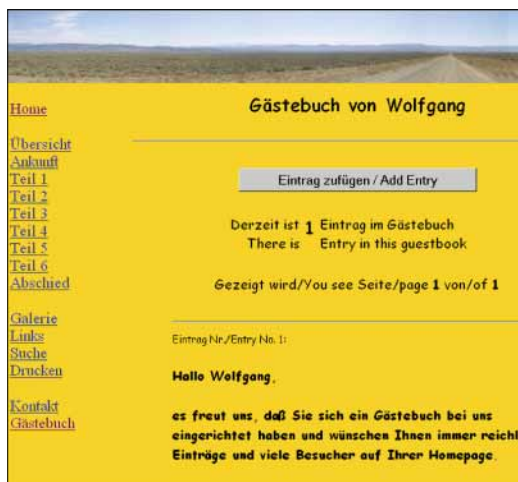 Home
Übersicht
Ankunft
Teil 1
Teil 2
Teil 3
Teil 4
Teil 5
Teil 6
Abschied
Galerie
Links
Suche
Drucken
Kontakt
Gästebuch
Gästebuch von Wolfgang
Eintrag zufügen / Add Entry
Derzeit ist 1 Eintrag im Gästebuch
There is Entry in this guestbook
Gezeigt wird/You see Seite/page 1 von/of 1
Eintrag Nr./Entry No. 1:
Hallo Wolfgang,
es freut uns, daß Sie sich ein Gästebuch bei uns
eingerichtet haben und wünschen Ihnen immer reichl
Einträge und viele Besucher auf Ihrer Homepage.